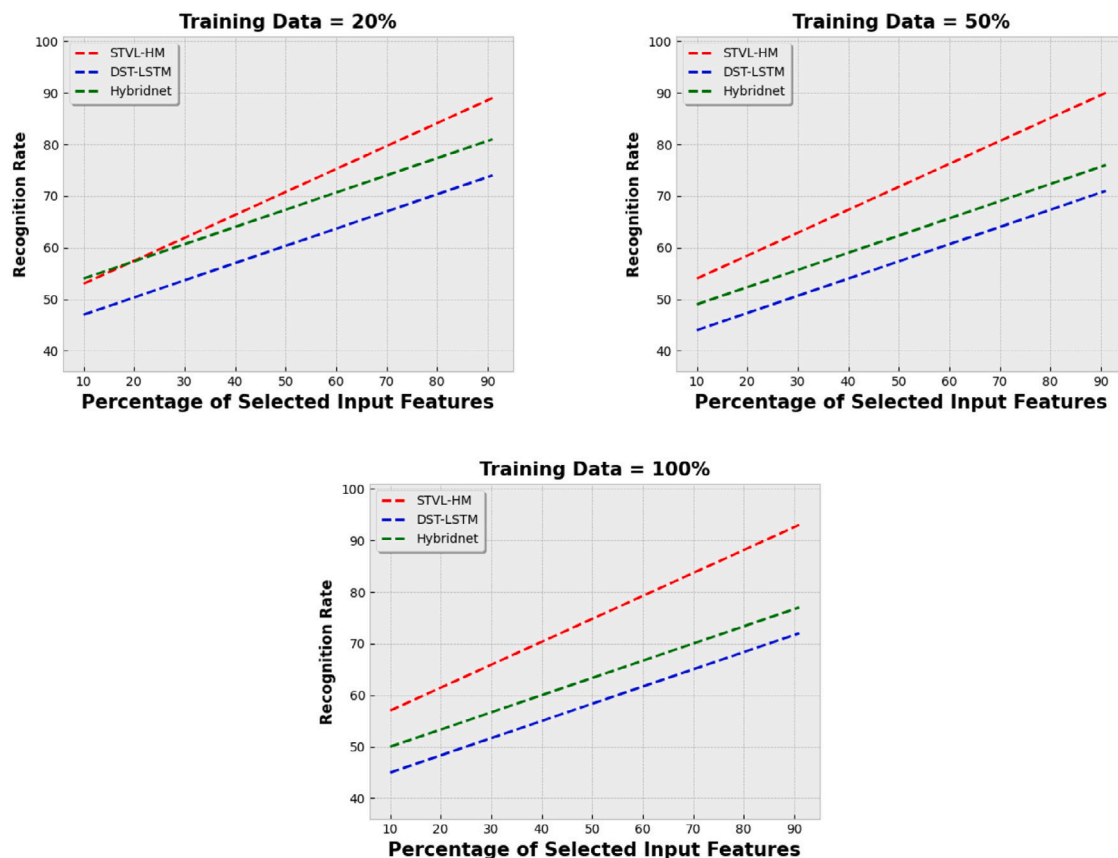 Training Data = 20%
100
90
80
70
60
50
40
Recognition Rate
STVL-HM
DST-LSTM
Hybridnet
10 20 30 40 50 60 70 80 90
Percentage of Selected Input Features
Training Data = 50%
100
90
80
70
60
50
40
Recognition Rate
STVL-HM
DST-LSTM
Hybridnet
10 20 30 40 50 60 70 80 90
Percentage of Selected Input Features
Training Data = 100%
100
90
80
70
60
50
40
Recognition Rate
STVL-HM
DST-LSTM
Hybridnet
10 20 30 40 50 60 70 80 90
Percentage of Selected Input Features